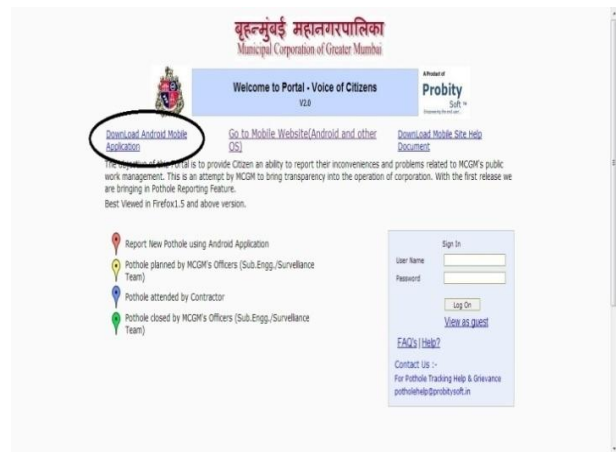 बृहन्मुंबई महानगरपालिका
Municipal Corporation of Greater Mumbai
Welcome to Portal - Voice of Citizens
V2.0
A Product of
Probity
Soft ™
DownLoad Android Mobile
Application
Go to Mobile Website(Android and other
OS)
DownLoad Mobile Site Help
Document
The objective of this Portal is to provide Citizen an ability to report their inconveniences and problems related to MCGM's public
work management. This is an attempt by MCGM to bring transparency into the operation of corporation. With the first release we
are bringing in Pothole Reporting Feature.
Best Viewed in Firefox1.5 and above version.
Report New Pothole using Android Application
Pothole planned by MCGM's Officers (Sub.Engg./Surveliance
Team)
Pothole attended by Contractor
Pothole closed by MCGM's Officers (Sub.Engg./Surveliance
Team)
Sign In
User Name
Password
Log On
View as guest
FAQ's | Help?
Contact Us :-
For Pothole Tracking Help & Grievance
potholehelp@probitysoft.in